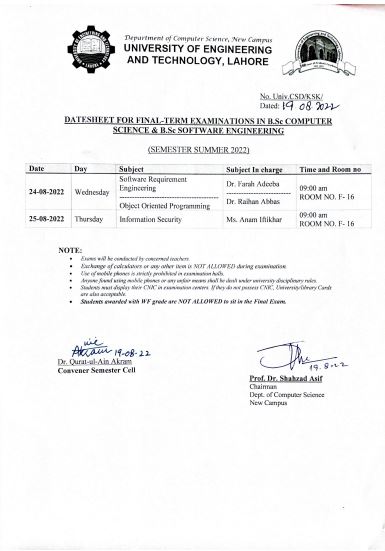 Department of Computer Science, New Campus
UNIVERSITY OF ENGINEERING
AND TECHNOLOGY, LAHORE
No. Univ.CSD/KSK/
Dated: 19 08 2022
DATESHEET FOR FINAL-TERM EXAMINATIONS IN B.Sc COMPUTER
SCIENCE & B.Sc SOFTWARE ENGINEERING
(SEMESTER SUMMER 2022)
Date Day Subject Subject In charge Time and Room no
24-08-2022 Wednesday Software Requirement Engineering Dr. Farah Adeeba 09:00 am ROOM NO. F- 16
Object Oriented Programming Dr. Raihan Abbas
25-08-2022 Thursday Information Security Ms. Anam Iftikhar 09:00 am ROOM NO. F- 16
NOTE:
Exams will be conducted by concerned teachers.
Exchange of calculators or any other item is NOT ALLOWED during examination
Use of mobile phones is strictly prohibited in examination halls.
Anyone found using mobile phones or any unfair means shall be dealt under university disciplinary rules.
Students must display their CNIC in examination centers. If they do not possess CNIC, University/library Cards
are also acceptable.
Students awarded with WF grade are NOT ALLOWED to sit in the Final Exam.
Akram 19-08-22
Dr. Qurat-ul-Ain Akram
Convener Semester Cell
19.8.22
Prof. Dr. Shahzad Asif
Chairman
Dept. of Computer Science
New Campus